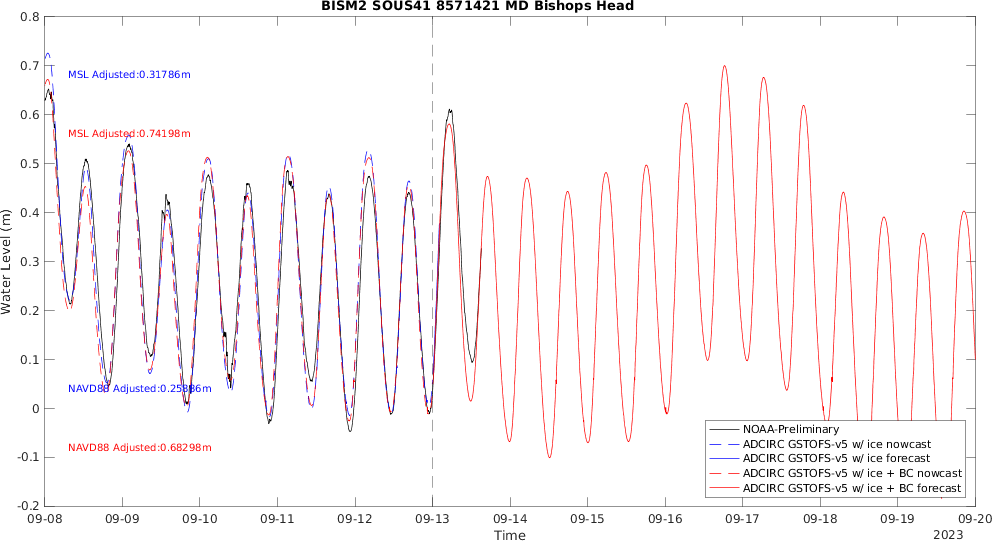 BISM2 SOUS41 8571421 MD Bishops Head
0.8
0.7
0.6
0.5
0.4
0.3
0.2
0.1
0
-0.1
-0.2
Water Level (m)
MSL Adjusted:0.31786m
MSL Adjusted:0.74198m
NAVD88 Adjusted:0.25886m
NAVD88 Adjusted:0.68298m
NOAA-Preliminary
ADCIRC GSTOFS-v5 w/ ice nowcast
ADCIRC GSTOFS-v5 w/ ice forecast
ADCIRC GSTOFS-v5 w/ ice + BC nowcast
ADCIRC GSTOFS-v5 w/ ice + BC forecast
09-08 09-09 09-10 09-11 09-12 09-13 09-14 09-15 09-16 09-17 09-18 09-19 09-20
Time
2023